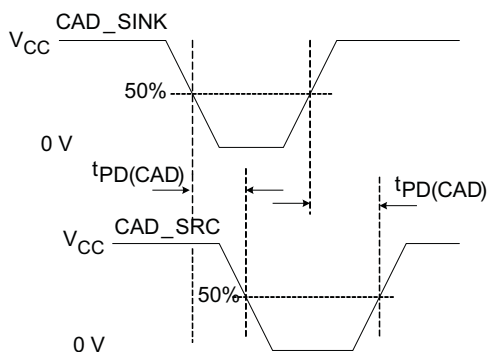 CAD_SINK
VCC
50%
0 V
tPD(CAD)
tPD(CAD)
CAD_SRC
VCC
50%
0 V